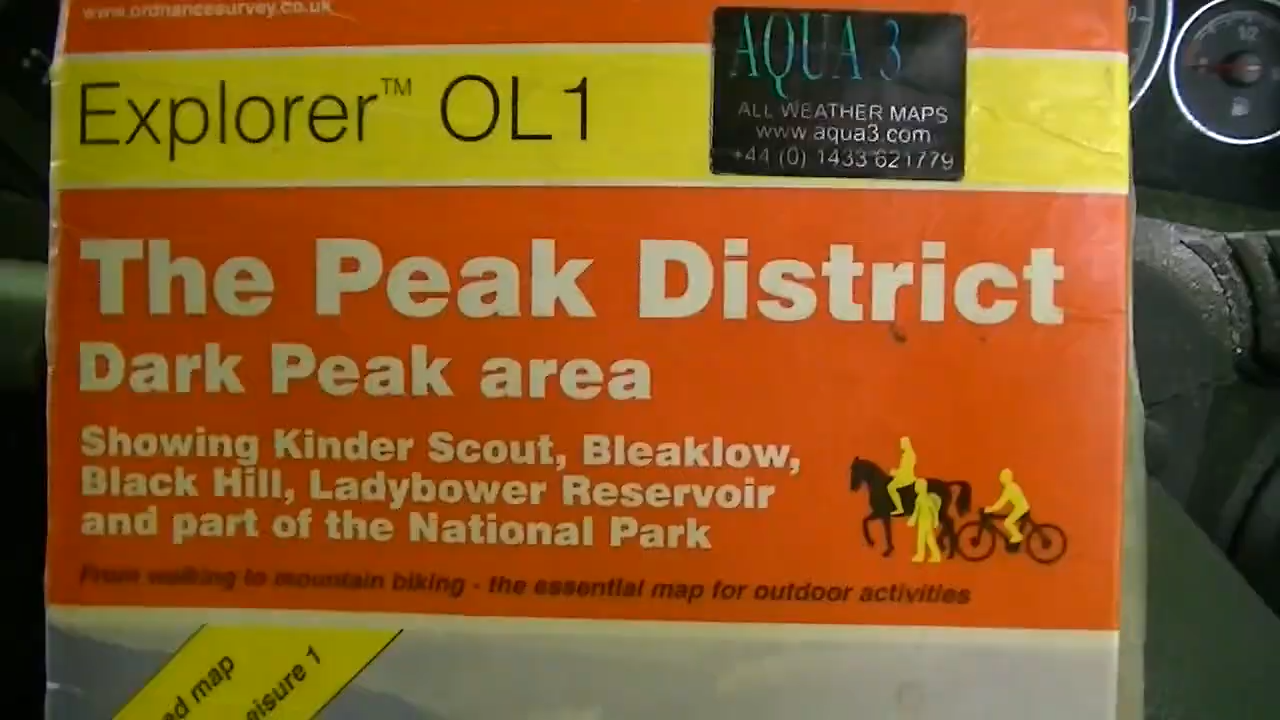 www.ordnancesurvey.co.uk
Explorer™ OL1
AQUA 3
ALL WEATHER MAPS
www aqua3.com
+44 (0) 1433 621779
The Peak District
Dark Peak area
Showing Kinder Scout, Bleaklow,
Black Hill, Ladybower Reservoir
and part of the National Park
From walking to mountain biking - the essential map for outdoor activities
map
1
1/2